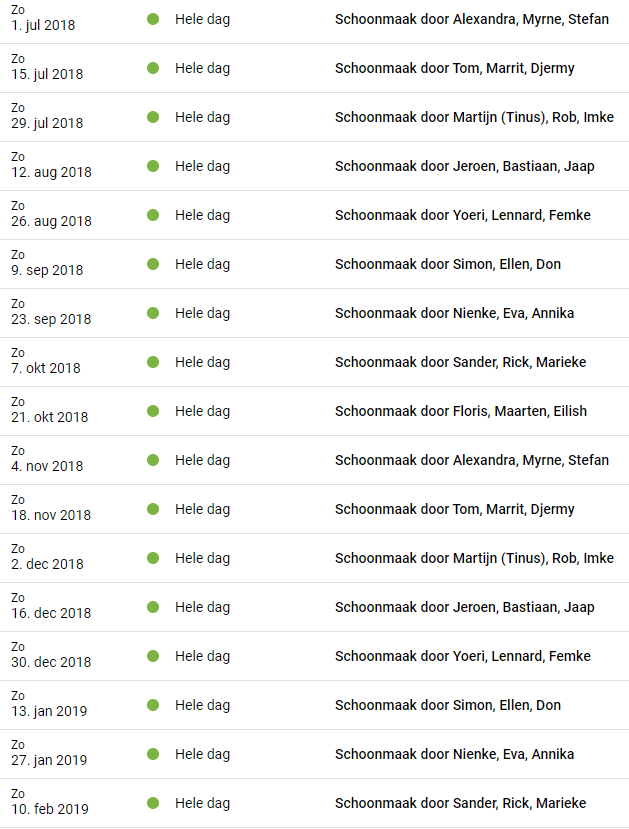 Zo
1. jul 2018 Hele dag Schoonmaak door Alexandra, Myrne, Stefan
Zo
15. jul 2018 Hele dag Schoonmaak door Tom, Marrit, Djermy
Zo
29. jul 2018 Hele dag Schoonmaak door Martijn (Tinus), Rob, Imke
Zo
12. aug 2018 Hele dag Schoonmaak door Jeroen, Bastiaan, Jaap
Zo
26. aug 2018 Hele dag Schoonmaak door Yoeri, Lennard, Femke
Zo
9. sep 2018 Hele dag Schoonmaak door Simon, Ellen, Don
Zo
23. sep 2018 Hele dag Schoonmaak door Nienke, Eva, Annika
Zo
7. okt 2018 Hele dag Schoonmaak door Sander, Rick, Marieke
Zo
21. okt 2018 Hele dag Schoonmaak door Floris, Maarten, Eilish
Zo
4. nov 2018 Hele dag Schoonmaak door Alexandra, Myrne, Stefan
Zo
18. nov 2018 Hele dag Schoonmaak door Tom, Marrit, Djermy
Zo
2. dec 2018 Hele dag Schoonmaak door Martijn (Tinus), Rob, Imke
Zo
16. dec 2018 Hele dag Schoonmaak door Jeroen, Bastiaan, Jaap
Zo
30. dec 2018 Hele dag Schoonmaak door Yoeri, Lennard, Femke
Zo
13. jan 2019 Hele dag Schoonmaak door Simon, Ellen, Don
Zo
27. jan 2019 Hele dag Schoonmaak door Nienke, Eva, Annika
Zo
10. feb 2019 Hele dag Schoonmaak door Sander, Rick, Marieke